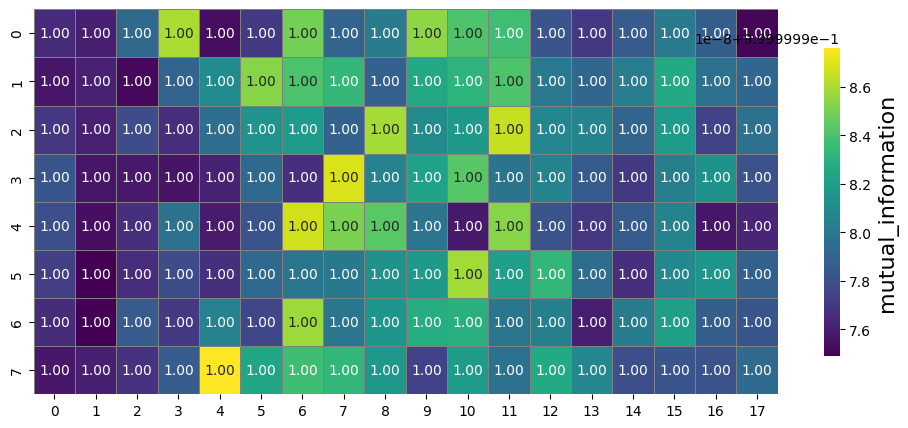 0 1.00 1.00 1.00 1.00 1.00 1.00 1.00 1.00 1.00 1.00 1.00 1.00 1.00 1.00 1.00 1.00 1.00 1.00
1e−8+9.999999e−1
1 1.00 1.00 1.00 1.00 1.00 1.00 1.00 1.00 1.00 1.00 1.00 1.00 1.00 1.00 1.00 1.00 1.00 1.00
2 1.00 1.00 1.00 1.00 1.00 1.00 1.00 1.00 1.00 1.00 1.00 1.00 1.00 1.00 1.00 1.00 1.00 1.00
3 1.00 1.00 1.00 1.00 1.00 1.00 1.00 1.00 1.00 1.00 1.00 1.00 1.00 1.00 1.00 1.00 1.00 1.00
4 1.00 1.00 1.00 1.00 1.00 1.00 1.00 1.00 1.00 1.00 1.00 1.00 1.00 1.00 1.00 1.00 1.00 1.00
5 1.00 1.00 1.00 1.00 1.00 1.00 1.00 1.00 1.00 1.00 1.00 1.00 1.00 1.00 1.00 1.00 1.00 1.00
6 1.00 1.00 1.00 1.00 1.00 1.00 1.00 1.00 1.00 1.00 1.00 1.00 1.00 1.00 1.00 1.00 1.00 1.00
7 1.00 1.00 1.00 1.00 1.00 1.00 1.00 1.00 1.00 1.00 1.00 1.00 1.00 1.00 1.00 1.00 1.00 1.00
0 1 2 3 4 5 6 7 8 9 10 11 12 13 14 15 16 17
8.6
8.4
8.2
8.0
7.8
7.6
mutual_information